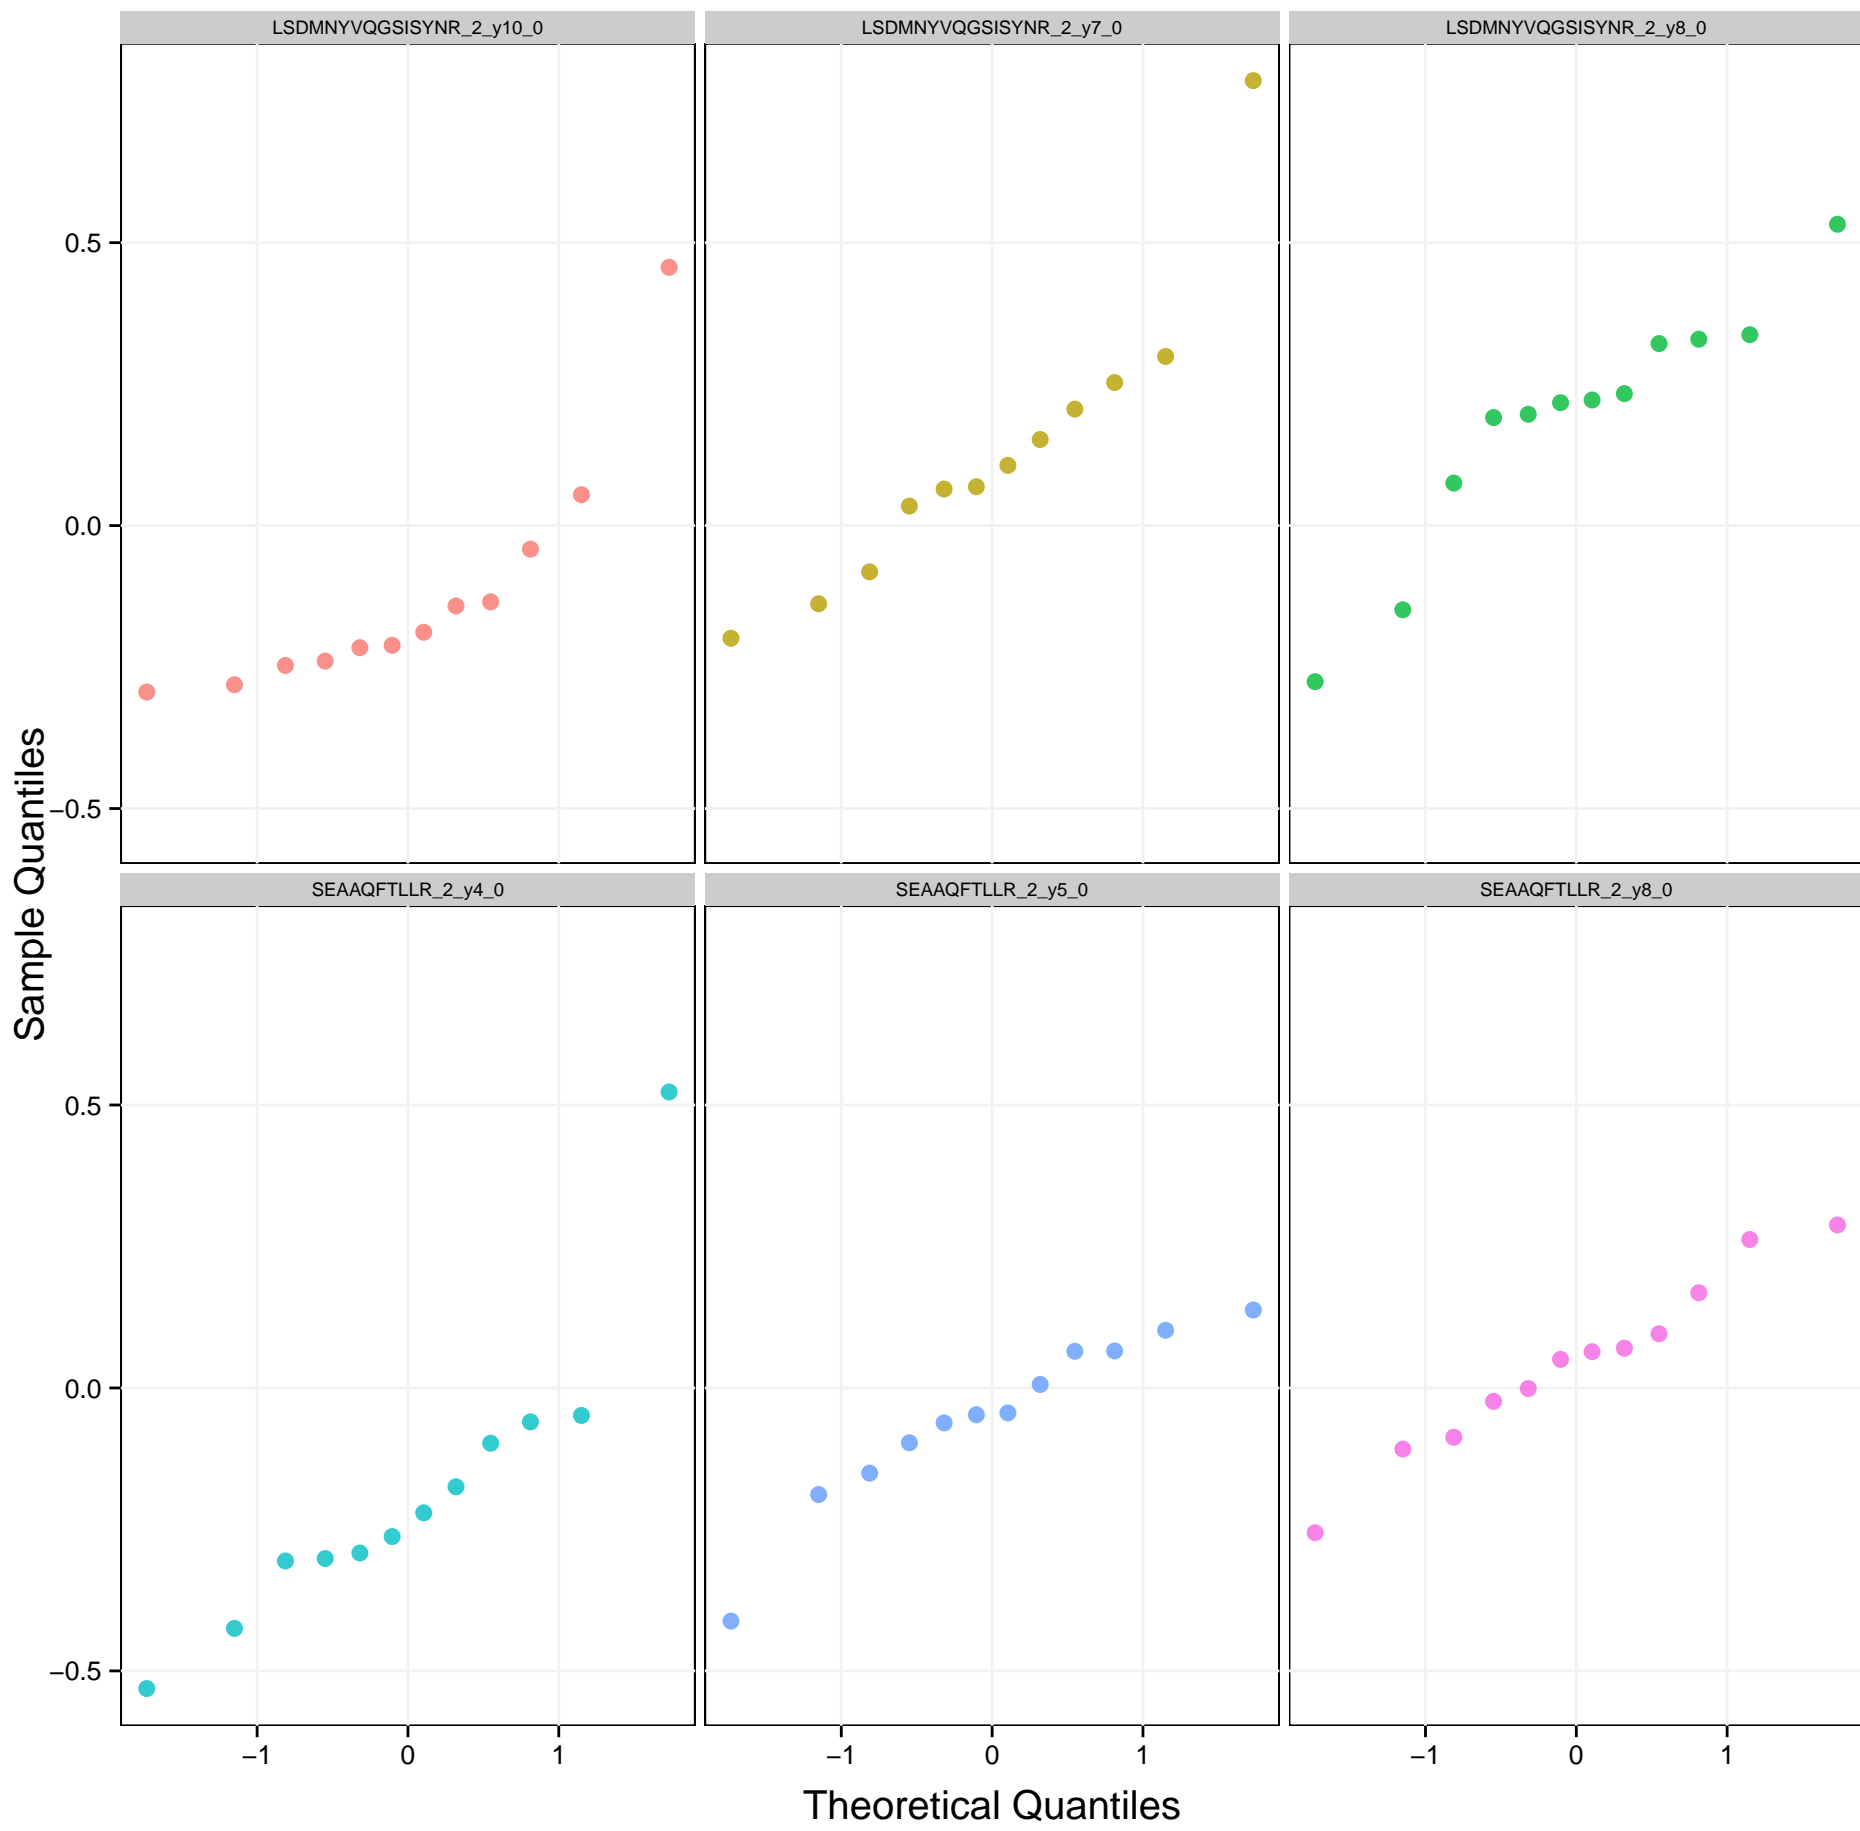 LSDMNYVQGSISYNR_2_y10_0
LSDMNYVQGSISYNR_2_y7_0
LSDMNYVQGSISYNR_2_y8_0
0.5
0.0
−0.5
SEAAQFTLLR_2_y4_0
SEAAQFTLLR_2_y5_0
SEAAQFTLLR_2_y8_0
0.5
0.0
−0.5
−1
0
1
−1
0
1
−1
0
1
Sample Quantiles
Theoretical Quantiles